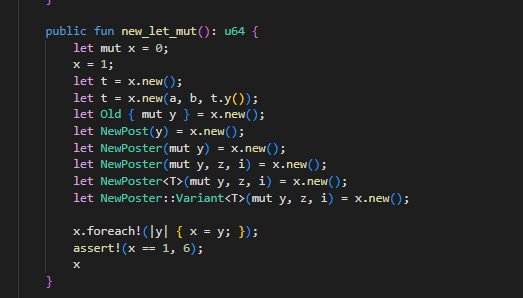 }
public fun new_let_mut(): u64 {
let mut x = 0;
x = 1;
let t = x.new();
let t = x.new(a, b, t.y());
let Old { mut y } = x.new();
let NewPost(y) = x.new();
let NewPoster(mut y) = x.new();
let NewPoster(mut y, z, i) = x.new();
let NewPoster<T>(mut y, z, i) = x.new();
let NewPoster::Variant<T>(mut y, z, i) = x.new();
x.foreach!(|y| { x = y; });
assert!(x == 1, 6);
x
}